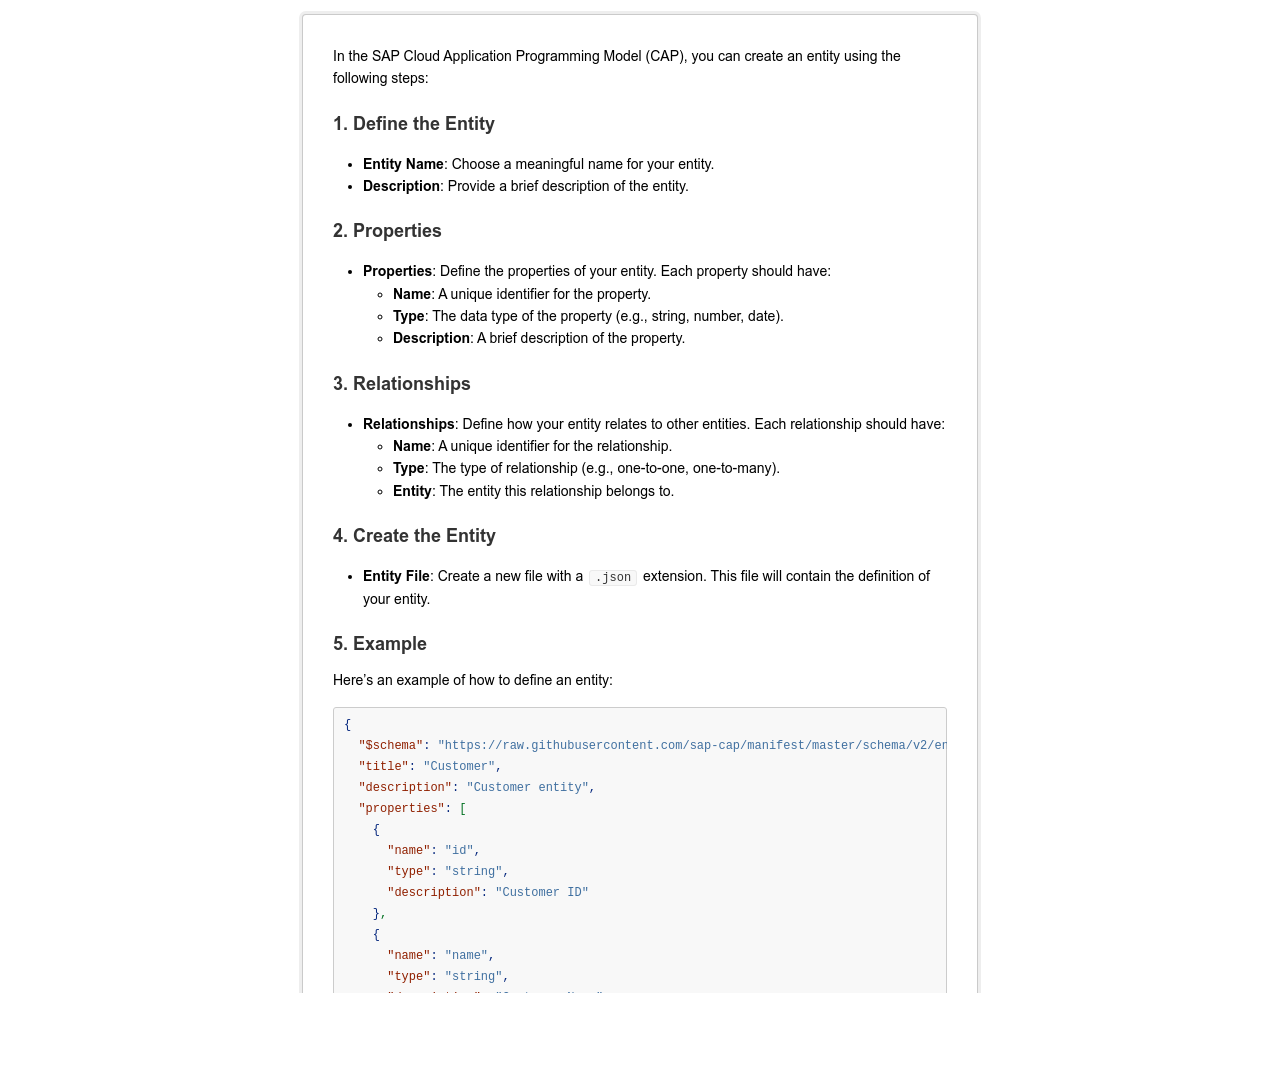 In the SAP Cloud Application Programming Model (CAP), you can create an entity using the
following steps:
1. Define the Entity
• Entity Name: Choose a meaningful name for your entity.
• Description: Provide a brief description of the entity.
2. Properties
• Properties: Define the properties of your entity. Each property should have:
◦ Name: A unique identifier for the property.
◦ Type: The data type of the property (e.g., string, number, date).
◦ Description: A brief description of the property.
3. Relationships
• Relationships: Define how your entity relates to other entities. Each relationship should have:
◦ Name: A unique identifier for the relationship.
◦ Type: The type of relationship (e.g., one-to-one, one-to-many).
◦ Entity: The entity this relationship belongs to.
4. Create the Entity
• Entity File: Create a new file with a .json extension. This file will contain the definition of
your entity.
5. Example
Here's an example of how to define an entity:
{
  "$schema": "https://raw.githubusercontent.com/sap-cap/manifest/master/schema/v2/en
  "title": "Customer",
  "description": "Customer entity",
  "properties": [
    {
      "name": "id",
      "type": "string",
      "description": "Customer ID"
    },
    {
      "name": "name",
      "type": "string",